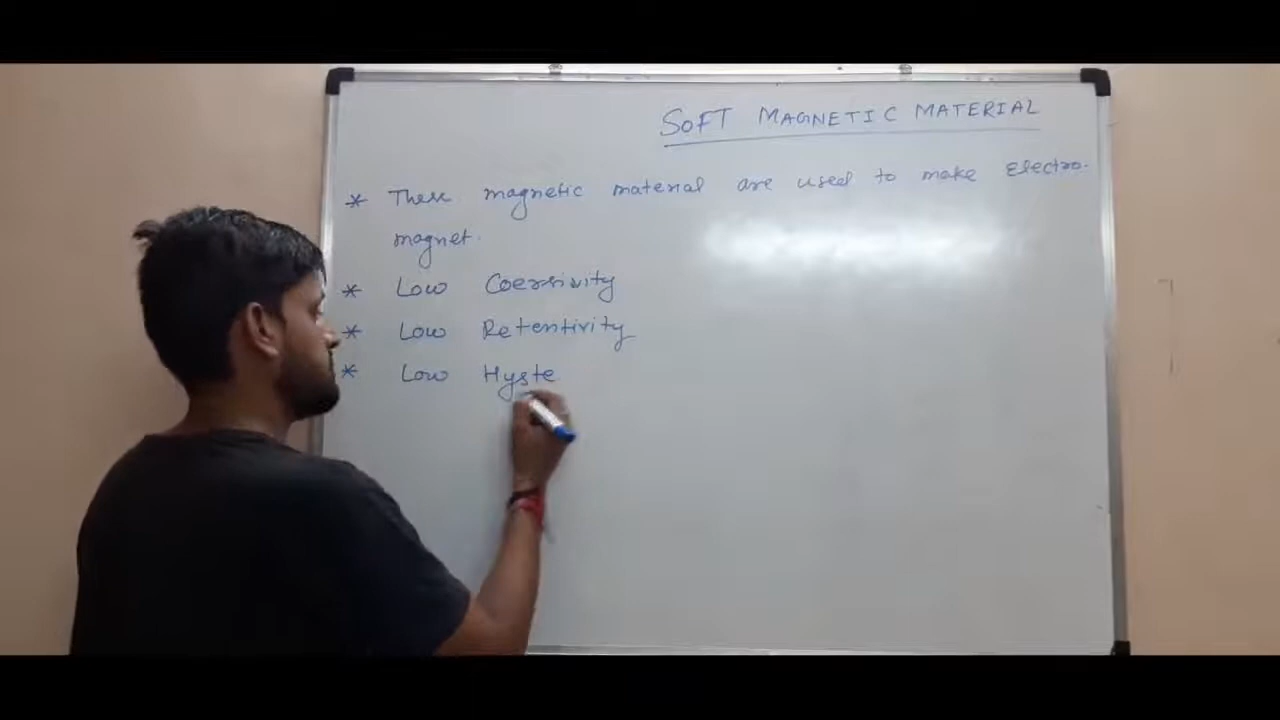 SOFT MAGNETIC MATERIAL
* These magnetic material are used to make electro-
magnet.
* Low Coersivity
* Low Retentivity
* Low Hyste